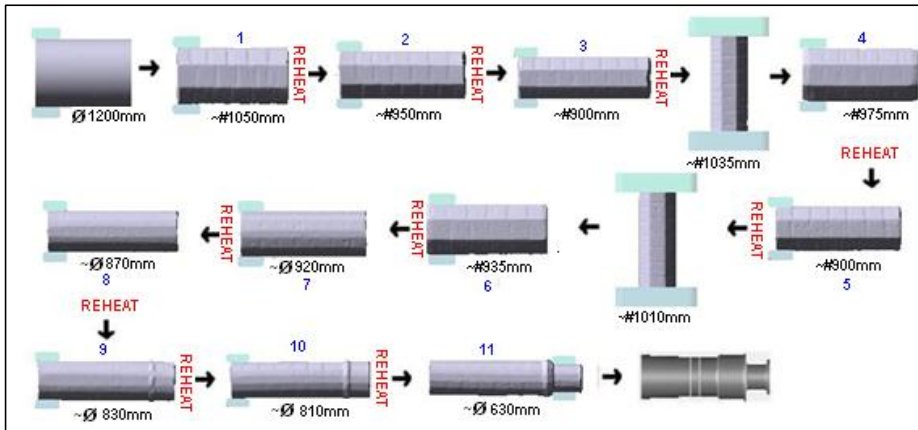 1
2
3
4
REHEAT
REHEAT
REHEAT
Ø1200mm
~#1050mm
~#950mm
~#900mm
~#1035mm
~#975mm
REHEAT
REHEAT
REHEAT
REHEAT
~Ø870mm
~Ø920mm
~#935mm
~#1010mm
~#900mm
8
7
6
5
REHEAT
9
10
11
REHEAT
REHEAT
~Ø 830mm
~Ø 810mm
~Ø 630mm